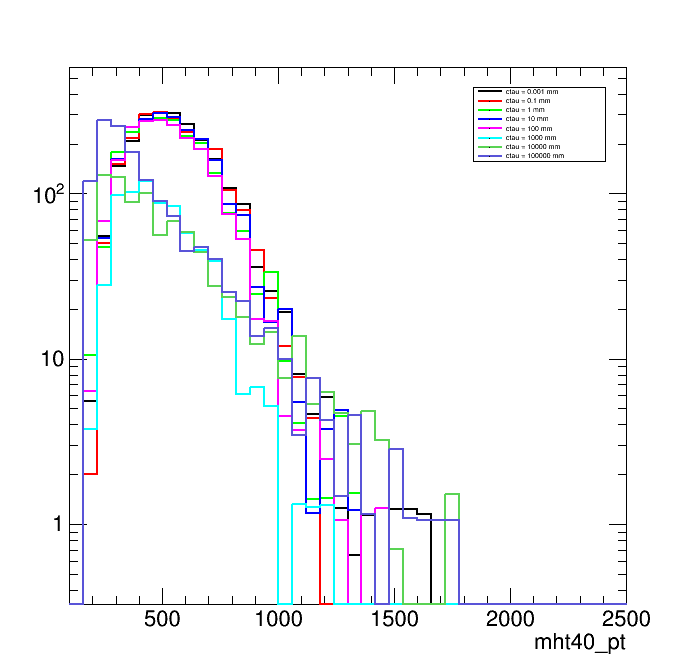 ctau = 0.001 mm
ctau = 0.1 mm
ctau = 1 mm
ctau = 10 mm
ctau = 100 mm
ctau = 1000 mm
ctau = 10000 mm
ctau = 100000 mm
10²
10
1
500 1000 1500 2000 2500
mht40_pt